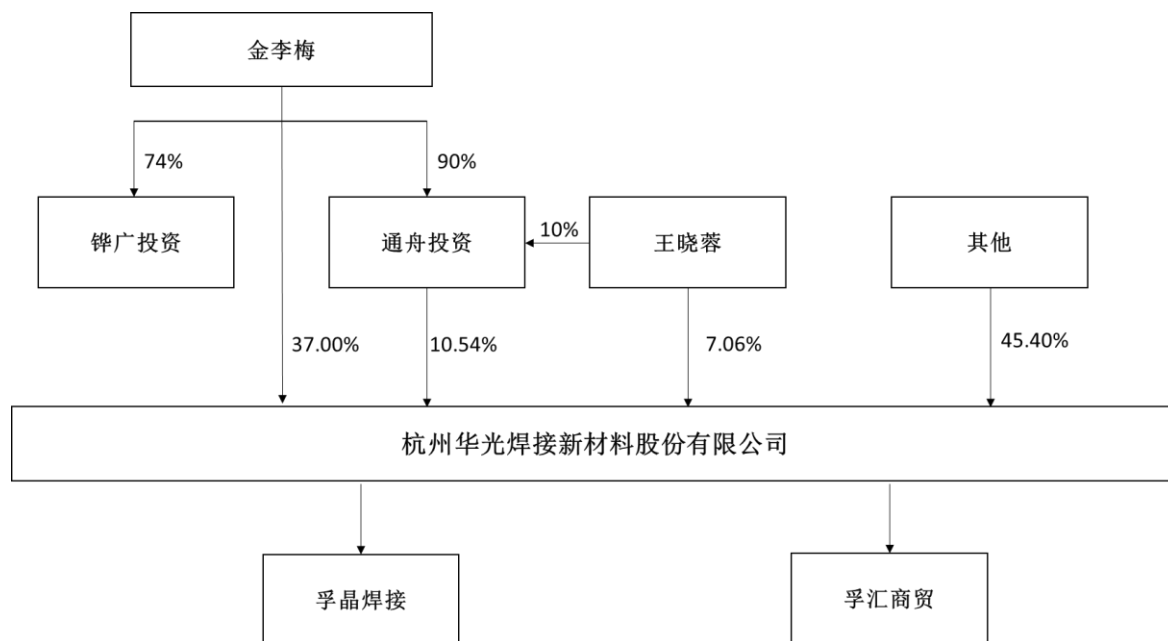 金李梅
74%
90%
铧广投资
通舟投资
10%
王晓蓉
其他
37.00%
10.54%
7.06%
45.40%
杭州华光焊接新材料股份有限公司
孚晶焊接
孚汇商贸